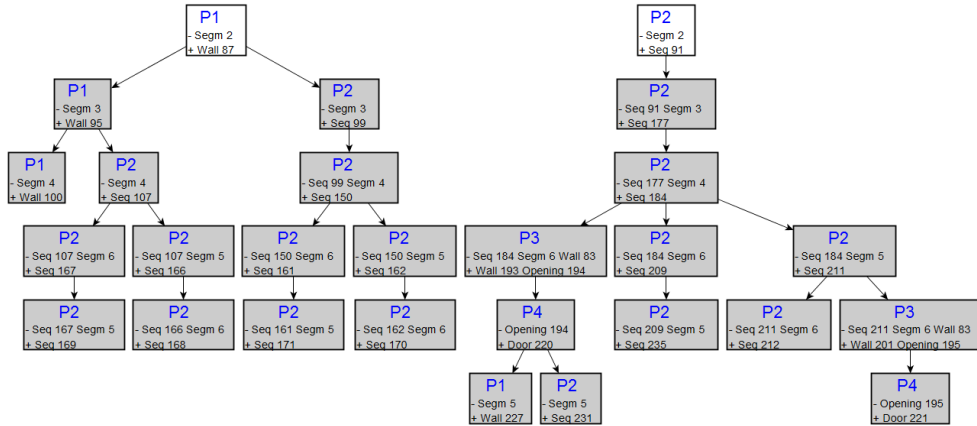 P1
- Segm 2
+ Wall 87
P2
- Segm 2
+ Seq 91
P1
- Segm 3
+ Wall 95
P2
- Segm 3
+ Seq 99
P2
- Seq 91 Segm 3
+ Seq 177
P1
- Segm 4
+ Wall 100
P2
- Segm 4
+ Seq 107
P2
- Seq 99 Segm 4
+ Seq 150
P2
- Seq 177 Segm 4
+ Seq 184
P2
- Seq 107 Segm 6
+ Seq 167
P2
- Seq 107 Segm 5
+ Seq 166
P2
- Seq 150 Segm 6
+ Seq 161
P2
- Seq 150 Segm 5
+ Seq 162
P3
- Seq 184 Segm 6 Wall 83
+ Wall 193 Opening 194
P2
- Seq 184 Segm 6
+ Seq 209
P2
- Seq 184 Segm 5
+ Seq 211
P2
- Seq 167 Segm 5
+ Seq 169
P2
- Seq 166 Segm 6
+ Seq 168
P2
- Seq 161 Segm 5
+ Seq 171
P2
- Seq 162 Segm 6
+ Seq 170
P4
- Opening 194
+ Door 220
P2
- Seq 209 Segm 5
+ Seq 235
P2
- Seq 211 Segm 6
+ Seq 212
P3
- Seq 211 Segm 6 Wall 83
+ Wall 201 Opening 195
P1
- Segm 5
+ Wall 227
P2
- Segm 5
+ Seq 231
P4
- Opening 195
+ Door 221